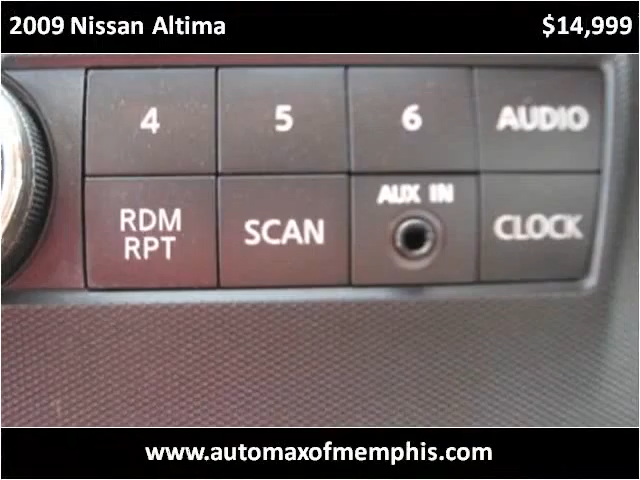 2009 Nissan Altima $14,999
4 5 6 AUDIO
RDM
RPT
SCAN
AUX IN
CLOCK
www.automaxofmemphis.com